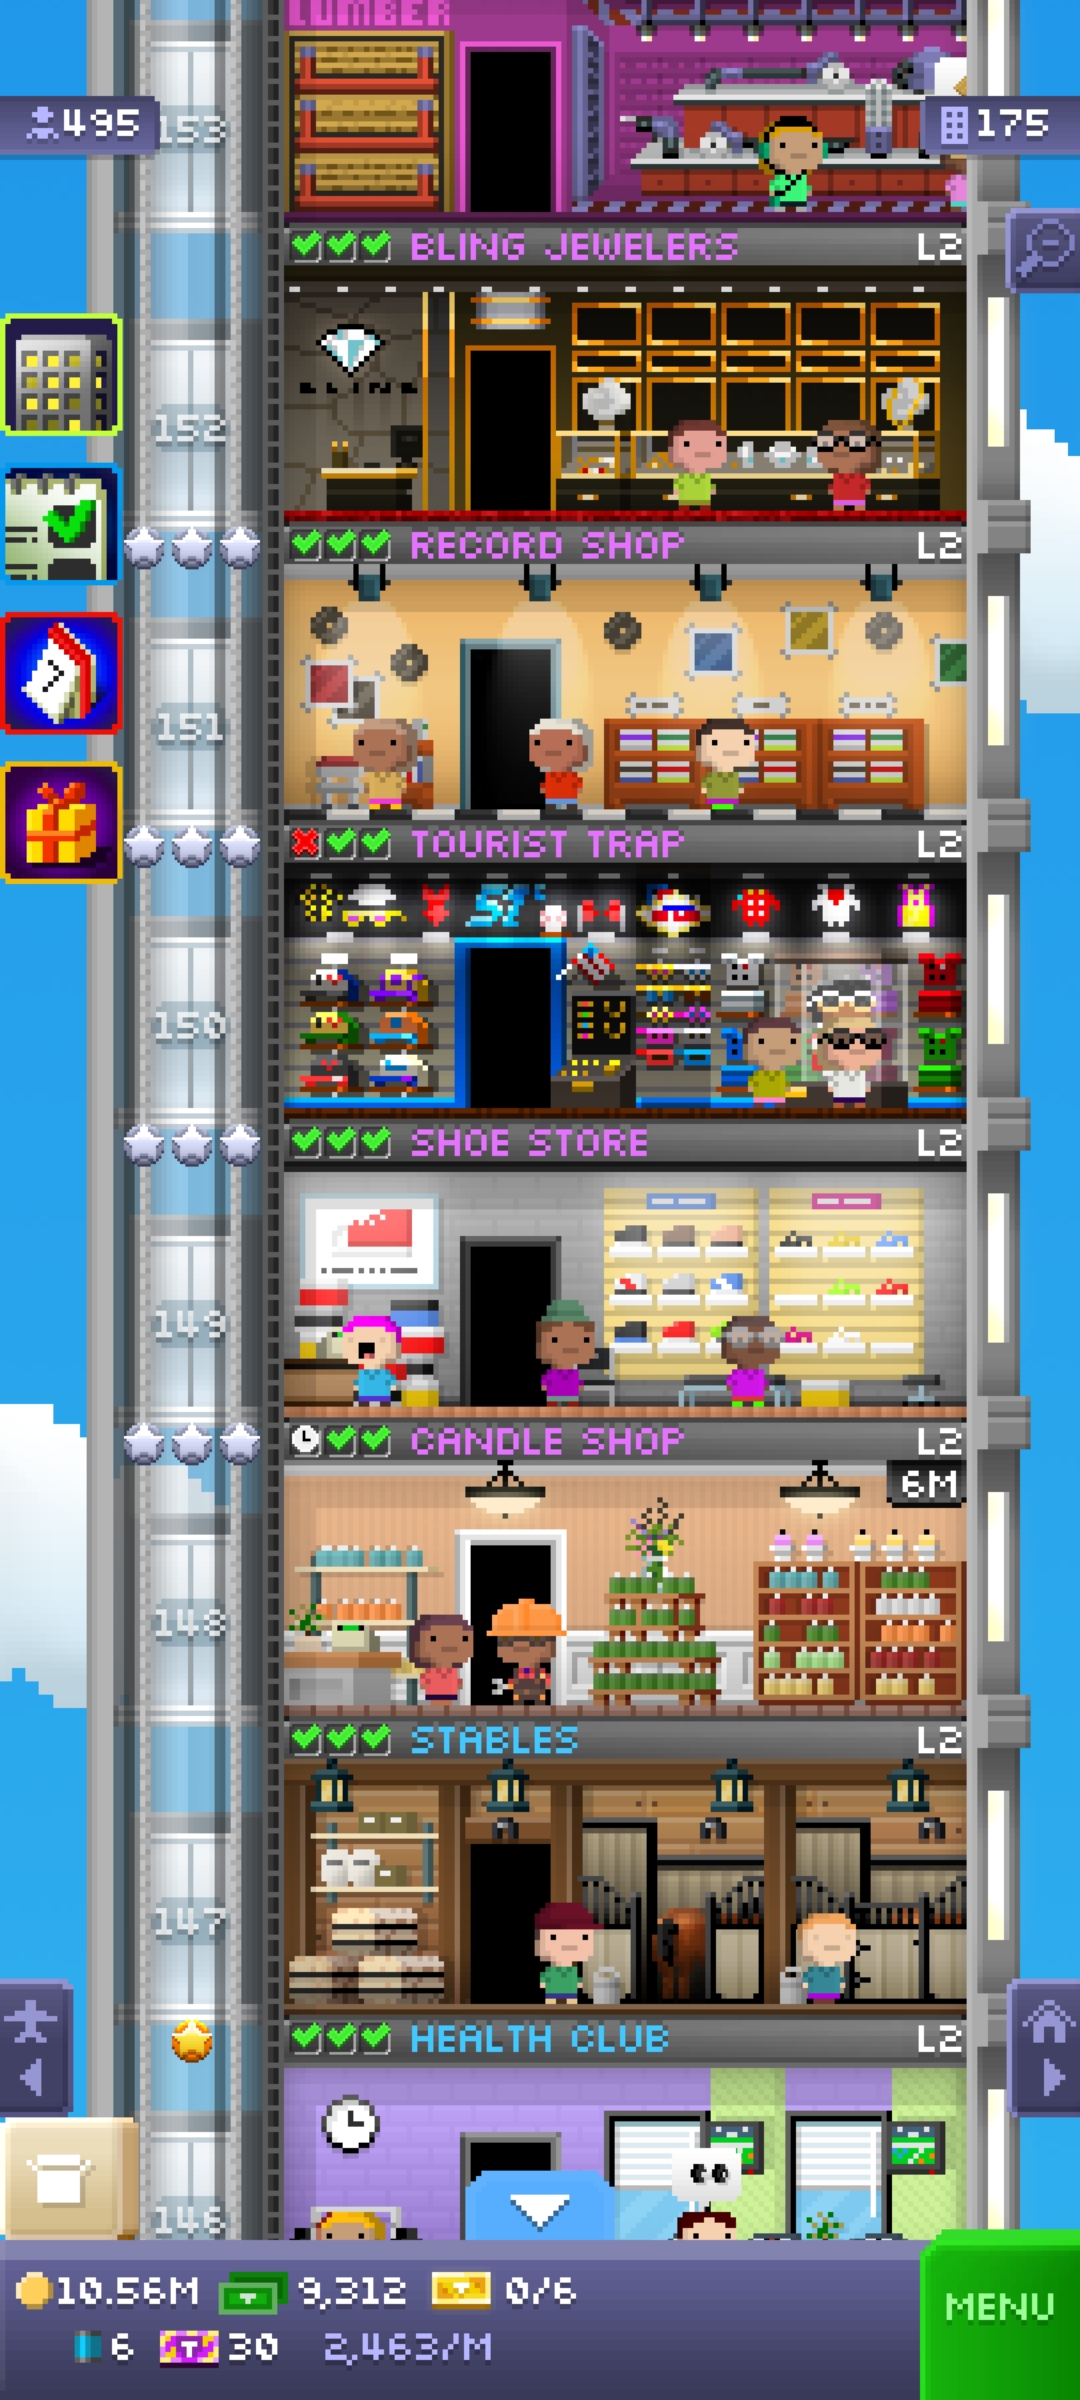 LUMBER
495
153
175
BLING JEWELERS L2
BLING
152
RECORD SHOP L2
7
151
TOURIST TRAP L2
150
SHOE STORE L2
149
CANDLE SHOP L2
6M
148
STABLES L2
147
HEALTH CLUB L2
146
10.56M 9,312 0/6
6 T 30 2,463/M
MENU